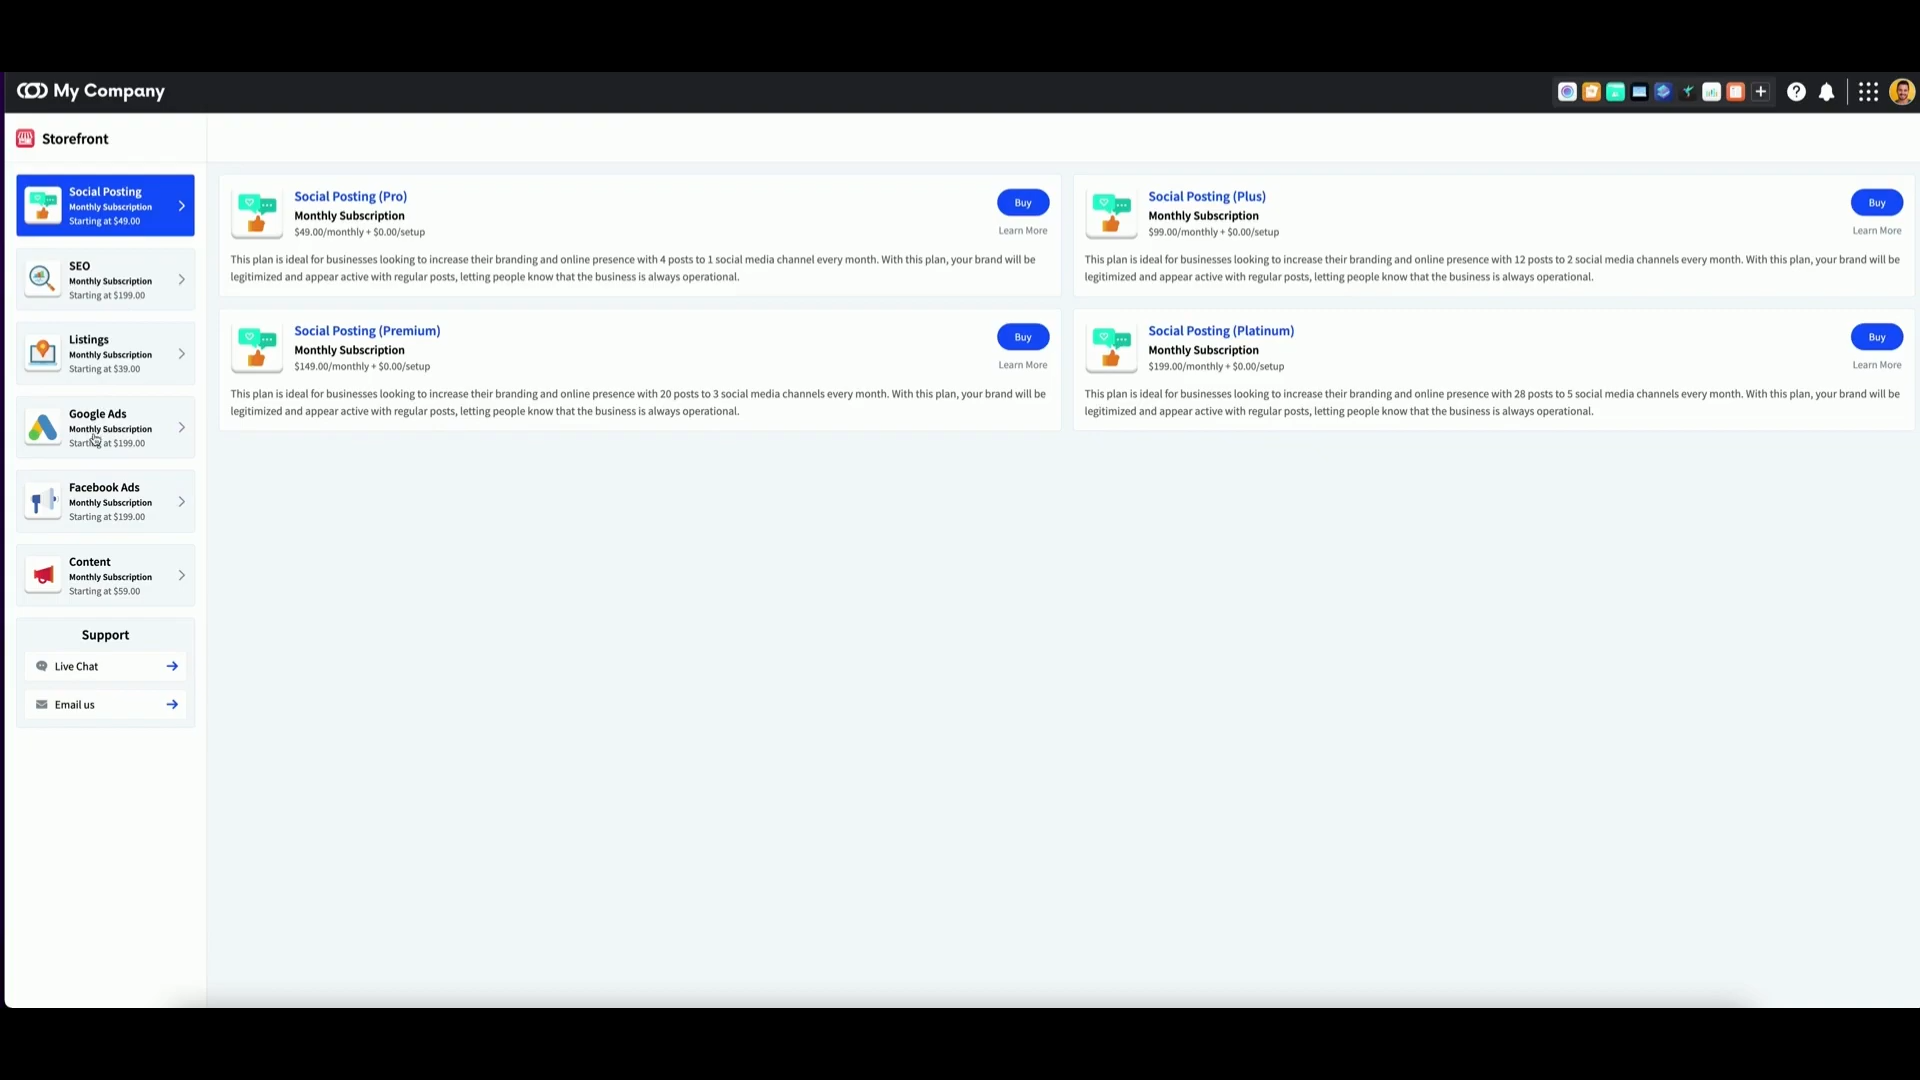 My Company
Storefront
Social Posting
Monthly Subscription
Starting at $49.00
SEO
Monthly Subscription
Starting at $199.00
Listings
Monthly Subscription
Starting at $39.00
Google Ads
Monthly Subscription
Starting at $199.00
Facebook Ads
Monthly Subscription
Starting at $199.00
Content
Monthly Subscription
Starting at $59.00
Support
Live Chat
Email us
Social Posting (Pro)
Monthly Subscription
$49.00/monthly + $0.00/setup
Buy
Learn More
This plan is ideal for businesses looking to increase their branding and online presence with 4 posts to 1 social media channel every month. With this plan, your brand will be
legitimized and appear active with regular posts, letting people know that the business is always operational.
Social Posting (Plus)
Monthly Subscription
$99.00/monthly + $0.00/setup
Buy
Learn More
This plan is ideal for businesses looking to increase their branding and online presence with 12 posts to 2 social media channels every month. With this plan, your brand will be
legitimized and appear active with regular posts, letting people know that the business is always operational.
Social Posting (Premium)
Monthly Subscription
$149.00/monthly + $0.00/setup
Buy
Learn More
This plan is ideal for businesses looking to increase their branding and online presence with 20 posts to 3 social media channels every month. With this plan, your brand will be
legitimized and appear active with regular posts, letting people know that the business is always operational.
Social Posting (Platinum)
Monthly Subscription
$199.00/monthly + $0.00/setup
Buy
Learn More
This plan is ideal for businesses looking to increase their branding and online presence with 28 posts to 5 social media channels every month. With this plan, your brand will be
legitimized and appear active with regular posts, letting people know that the business is always operational.